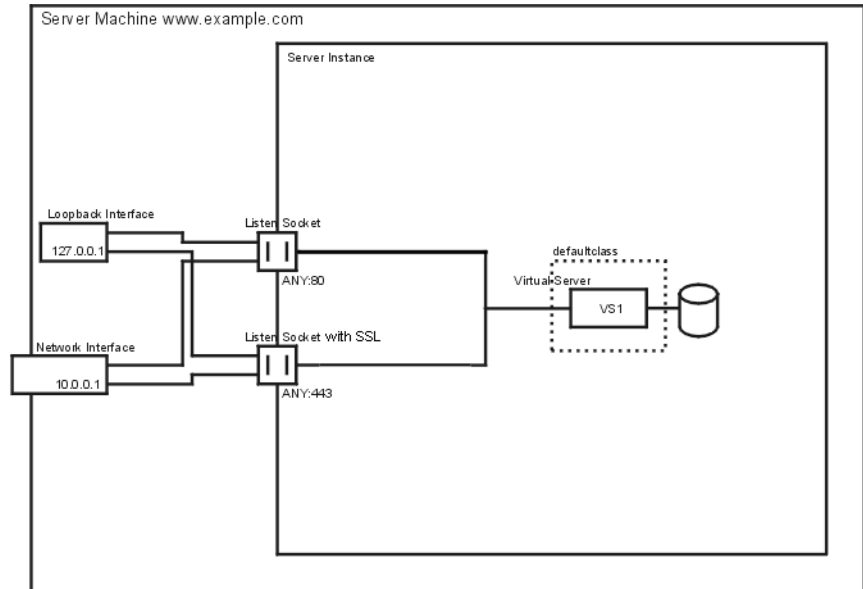 Server Machine www.example.com
Server Instance
Loopback Interface
127.0.0.1
Listen Socket
ANY:80
defaultclass
Virtual Server
VS1
Listen Socket with SSL
ANY:443
Network Interface
10.0.0.1